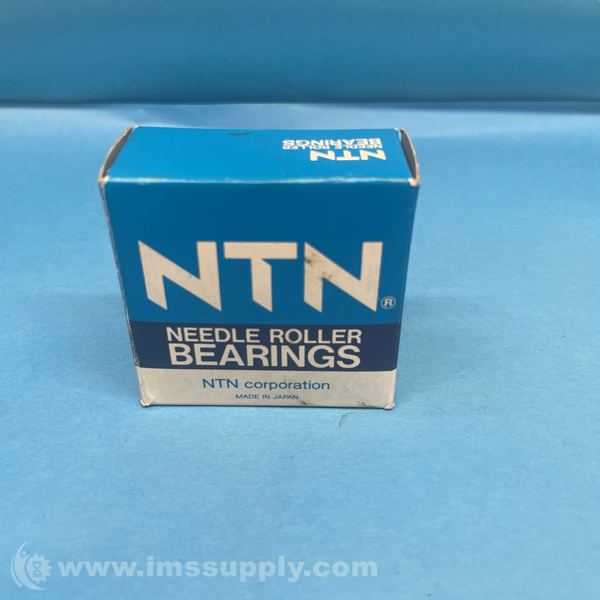 NTN
NEEDLE ROLLER
BEARINGS
NTN®
NEEDLE ROLLER
BEARINGS
NTN corporation
MADE IN JAPAN
www.imssupply.com